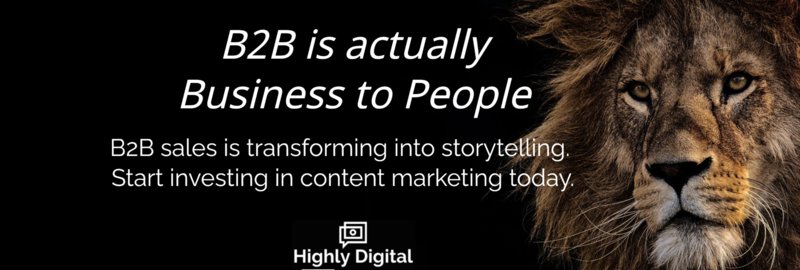 B2B is actually
Business to People
B2B sales is transforming into storytelling.
Start investing in content marketing today.
Highly Digital